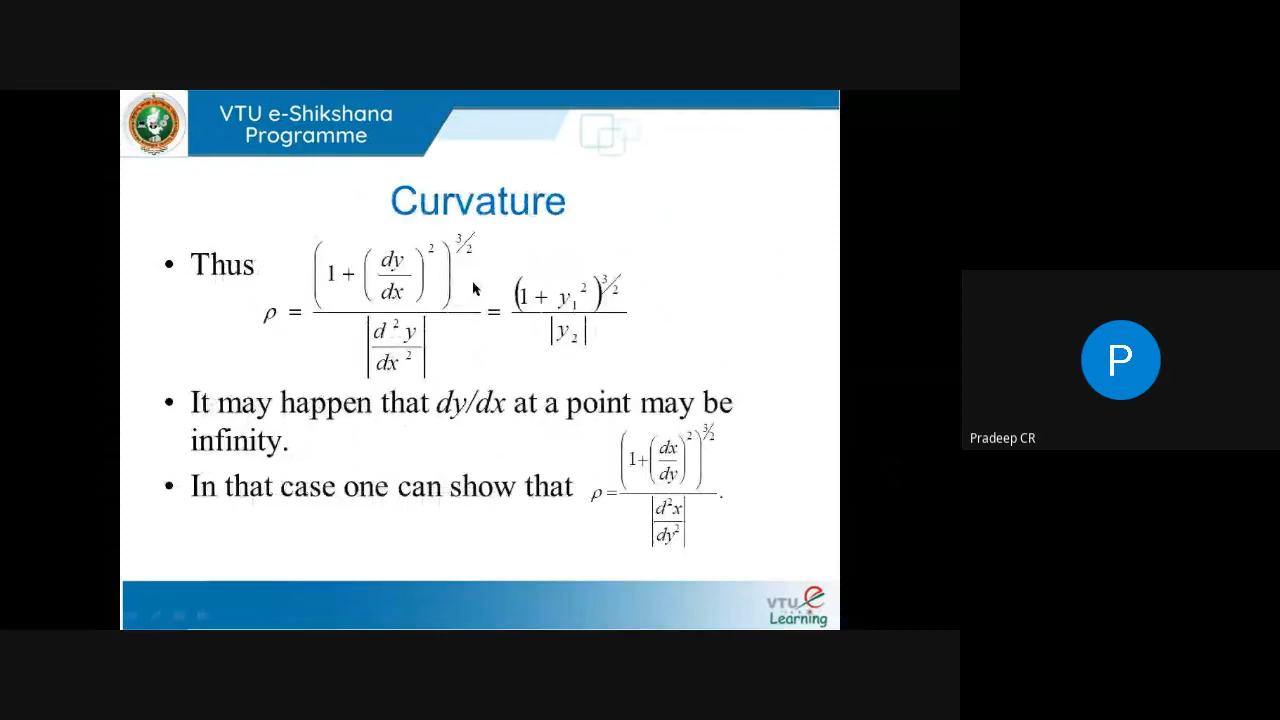 VTU e-Shikshana
Programme
Curvature
• Thus ρ = (1 + (dy/dx)²)^(3/2) / |d²y/dx²| = (1 + y₁²)^(3/2) / |y₂|
• It may happen that dy/dx at a point may be
infinity.
• In that case one can show that ρ = (1+(dx/dy)²)^(3/2) / |d²x/dy²| .
P
Pradeep CR
VTU e
Learning